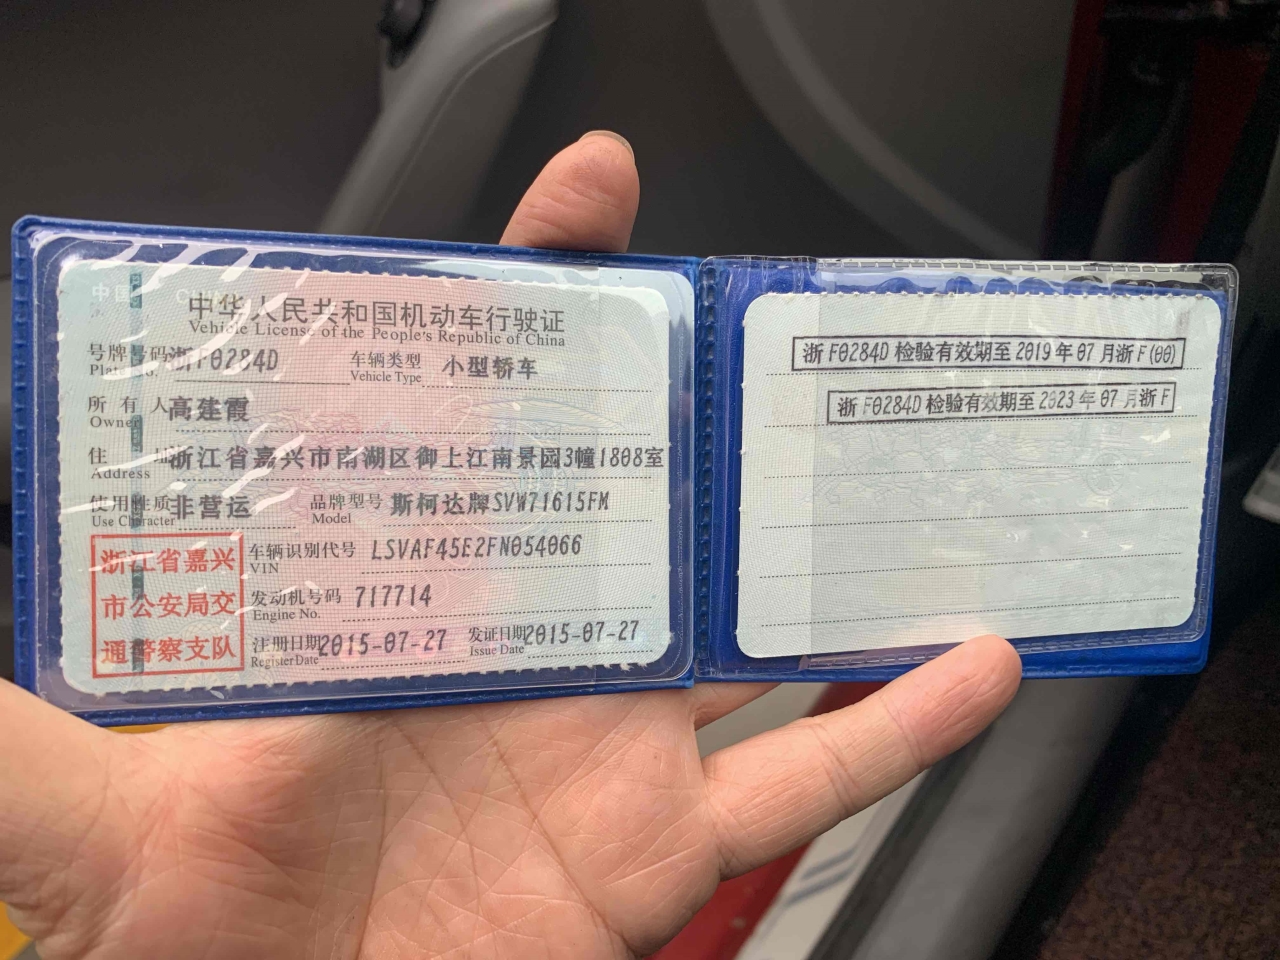 中华人民共和国机动车行驶证
Vehicle License of the People's Republic of China
号牌号码 浙F0284D 车辆类型 小型轿车
Plate No. Vehicle Type
所有人 高建霞
Owner
住址 浙江省嘉兴市南湖区御上江南景园3幢1808室
Address
使用性质 非营运 品牌型号 斯柯达牌SVW71615FM
Use Character Model
浙江省嘉兴
市公安局交
通警察支队
车辆识别代号 LSVAF45E2FN054066
VIN
发动机号码 717714
Engine No.
注册日期 2015-07-27 发证日期 2015-07-27
Register Date Issue Date
浙F0284D检验有效期至2019年07月浙F(00)
浙F0284D检验有效期至2023年07月浙F